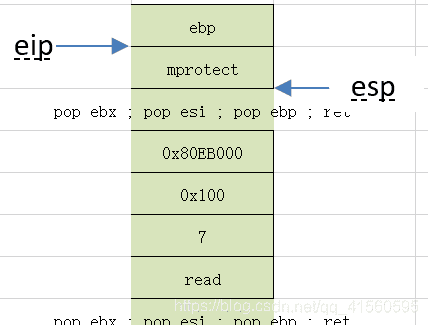 ebp
eip
mprotect
esp
pop ebx ; pop esi ; pop ebp ; ret
0x80EB000
0x100
7
read
https://blog.csdn.net/qq_41560595
pop ebx ; pop esi ; pop ebp ; ret